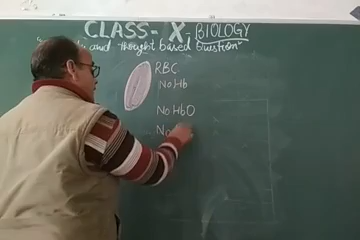 CLASS- X- BIOLOGY
and "thought based Question"
RBC
No Hb
No HbO
No